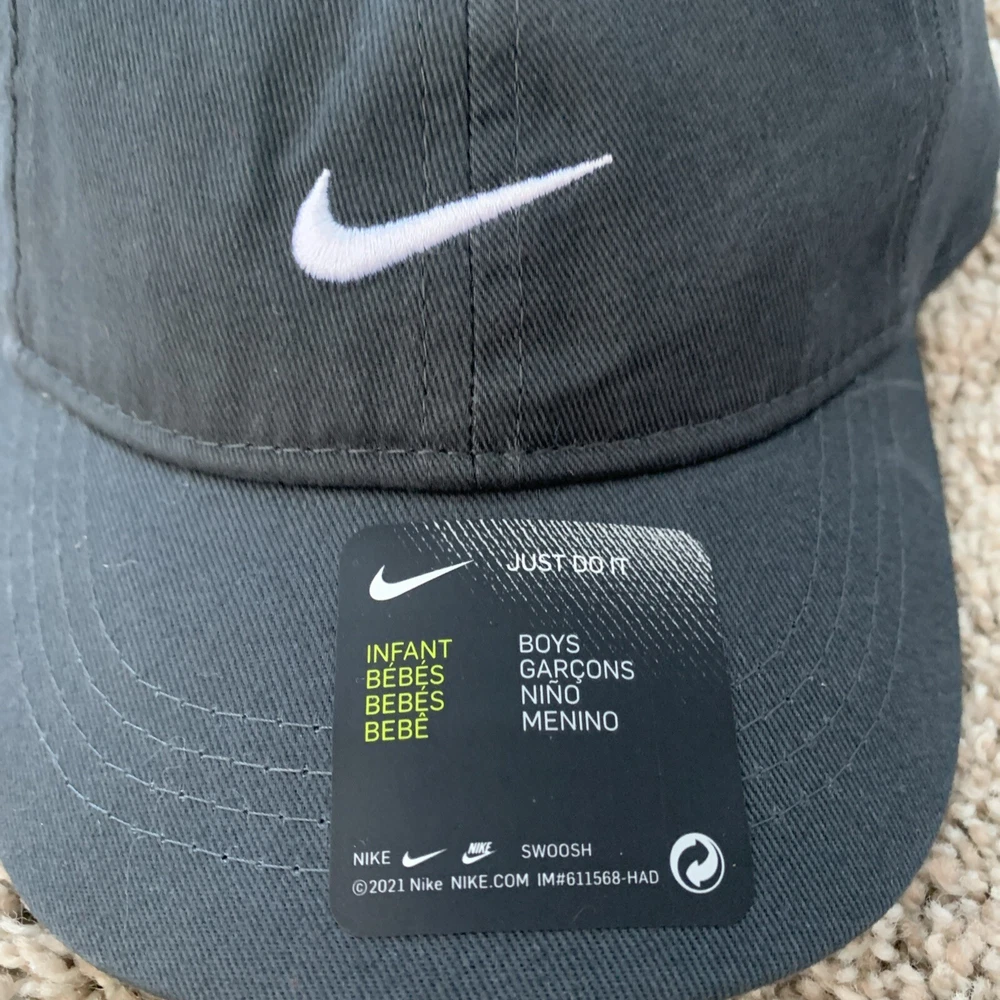 JUST DO IT
INFANT
BÉBÉS
BEBÉS
BEBÊ
BOYS
GARÇONS
NIÑO
MENINO
NIKE NIKE SWOOSH
©2021 Nike NIKE.COM IM#611568-HAD